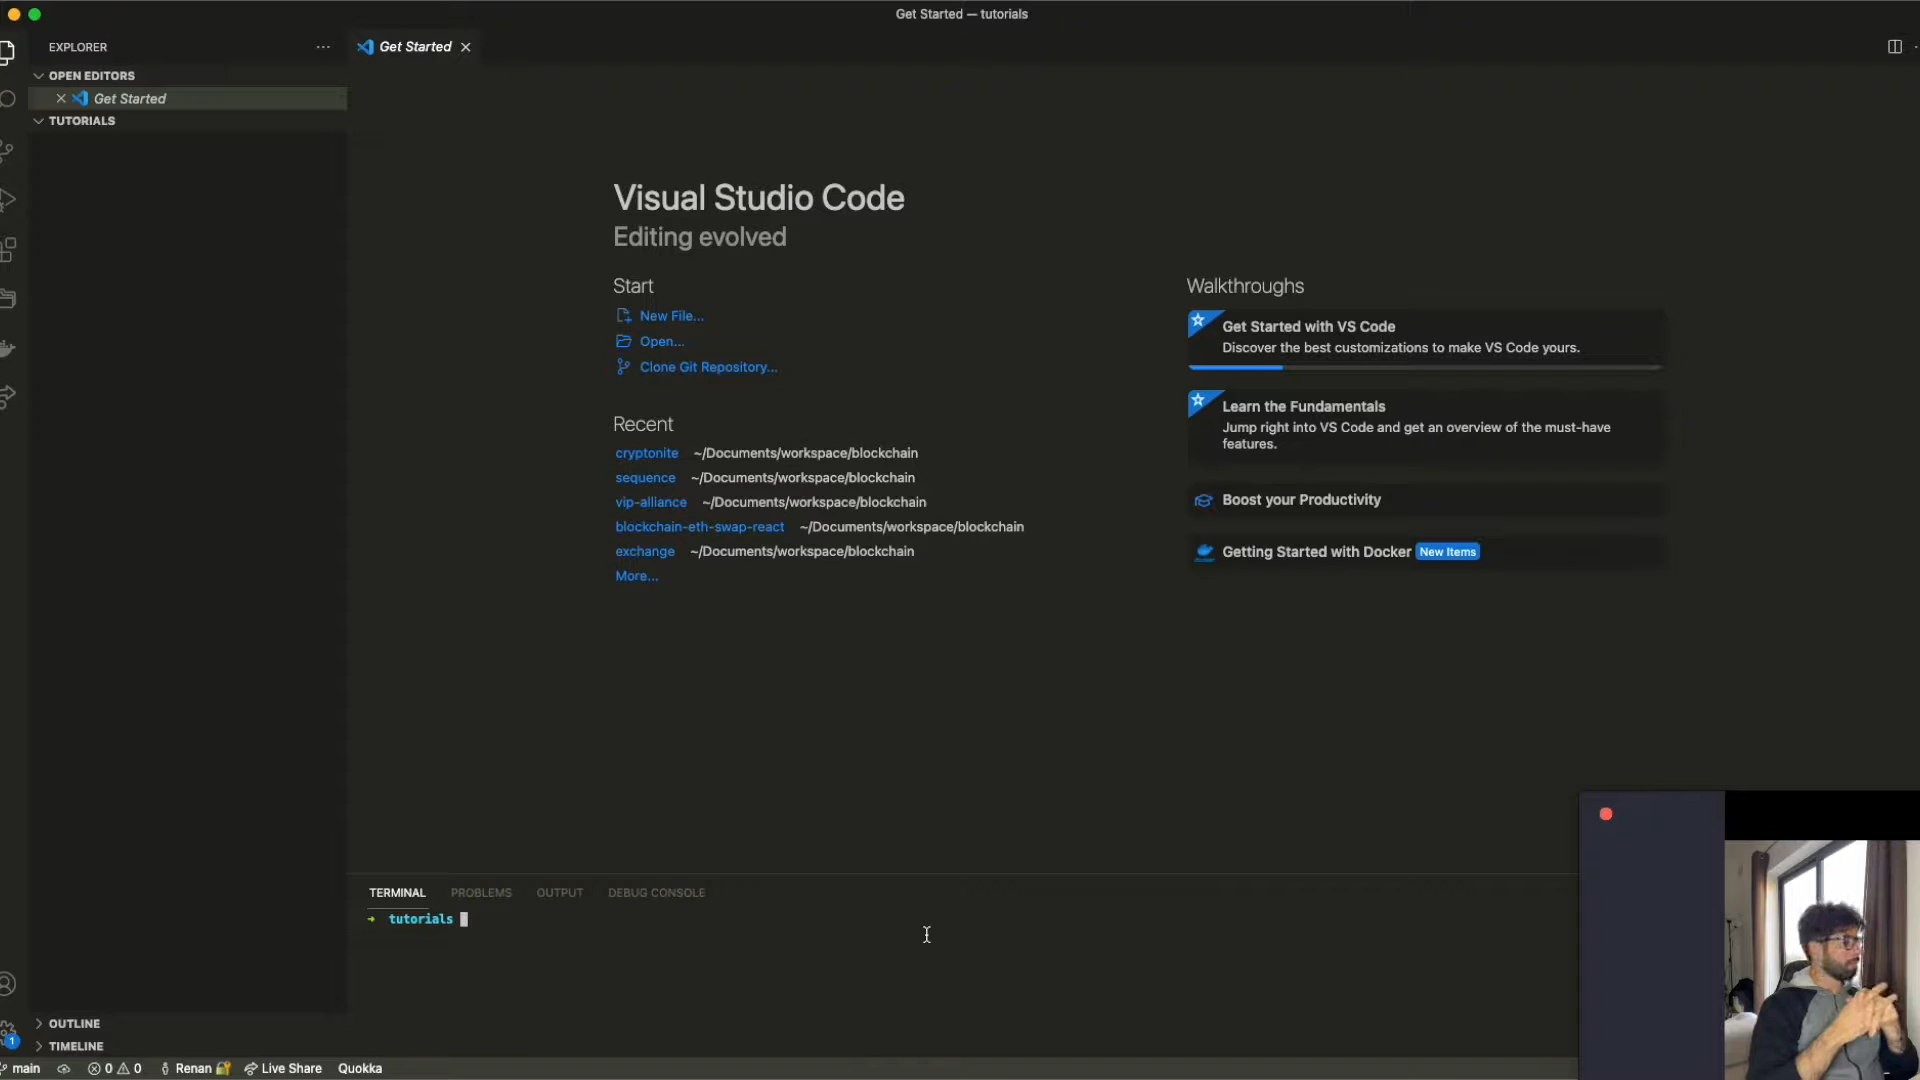 Get Started — tutorials
EXPLORER
Get Started
OPEN EDITORS
Get Started
TUTORIALS
Visual Studio Code
Editing evolved
Start
New File...
Open...
Clone Git Repository...
Recent
cryptonite ~/Documents/workspace/blockchain
sequence ~/Documents/workspace/blockchain
vip-alliance ~/Documents/workspace/blockchain
blockchain-eth-swap-react ~/Documents/workspace/blockchain
exchange ~/Documents/workspace/blockchain
More...
Walkthroughs
Get Started with VS Code
Discover the best customizations to make VS Code yours.
Learn the Fundamentals
Jump right into VS Code and get an overview of the must-have
features.
Boost your Productivity
Getting Started with Docker New Items
TERMINAL PROBLEMS OUTPUT DEBUG CONSOLE
tutorials
OUTLINE
1
TIMELINE
main 0 0 Renan Live Share Quokka